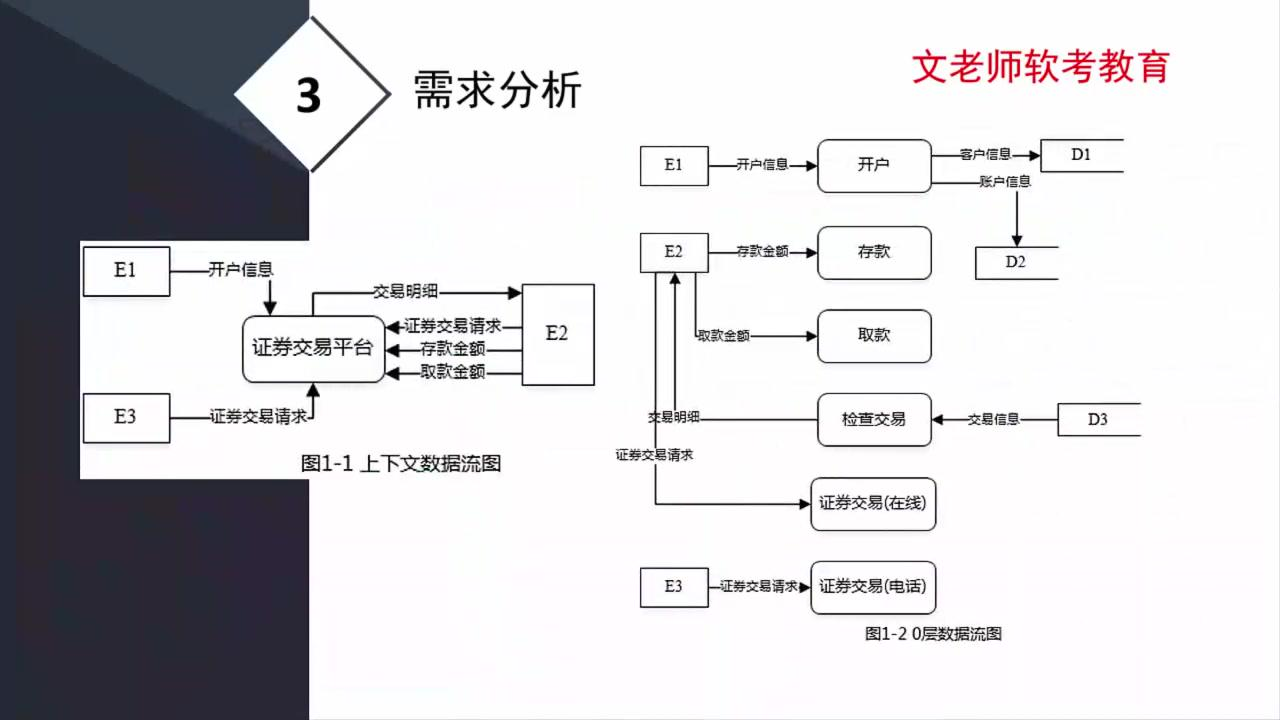 3
需求分析
文老师软考教育
E1
开户信息
交易明细
证券交易请求
证券交易平台
存款金额
E2
取款金额
E3
证券交易请求
图1-1 上下文数据流图
E1
开户信息
开户
客户信息
D1
账户信息
D2
E2
存款金额
存款
取款金额
取款
交易明细
检查交易
交易信息
D3
证券交易请求
证券交易(在线)
E3
证券交易请求
证券交易(电话)
图1-2 0层数据流图